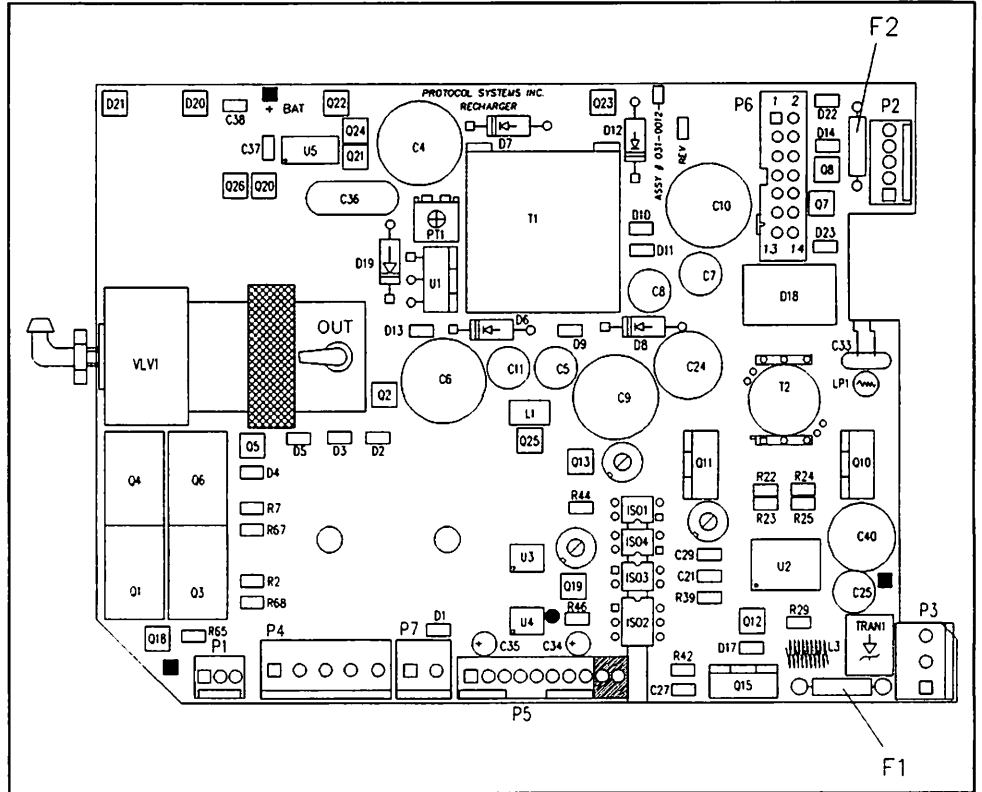 F2
D21
D20
C38
+ BAT
Q22
PROTOCOL SYSTEMS INC.
RECHARGER
D7
Q23
D12
ASSY # 031-0012-
REV
P6
1 2
13 14
D22
P2
D14
Q8
Q7
D23
C37
U5
Q24
Q21
C4
Q26
Q20
C36
PT1
T1
C10
D10
D11
D19
U1
C8
C7
D18
VLV1
OUT
D13
D6
D9
D8
C33
LP1
Q2
C6
C11
C5
C9
C24
T2
L1
Q25
Q5
D5
D3
D2
Q4
Q6
D4
Q13
Q11
Q10
R7
R67
R44
ISO1
R22
R24
R23
R25
ISO4
C29
U3
ISO3
C21
U2
C40
Q1
Q3
R2
R68
Q19
R39
C25
U4
R46
ISO2
Q12
R29
Q18
R65
P1
P4
P7
D1
C35
C34
D17
L3
TRAN1
P3
R42
C27
Q15
P5
F1